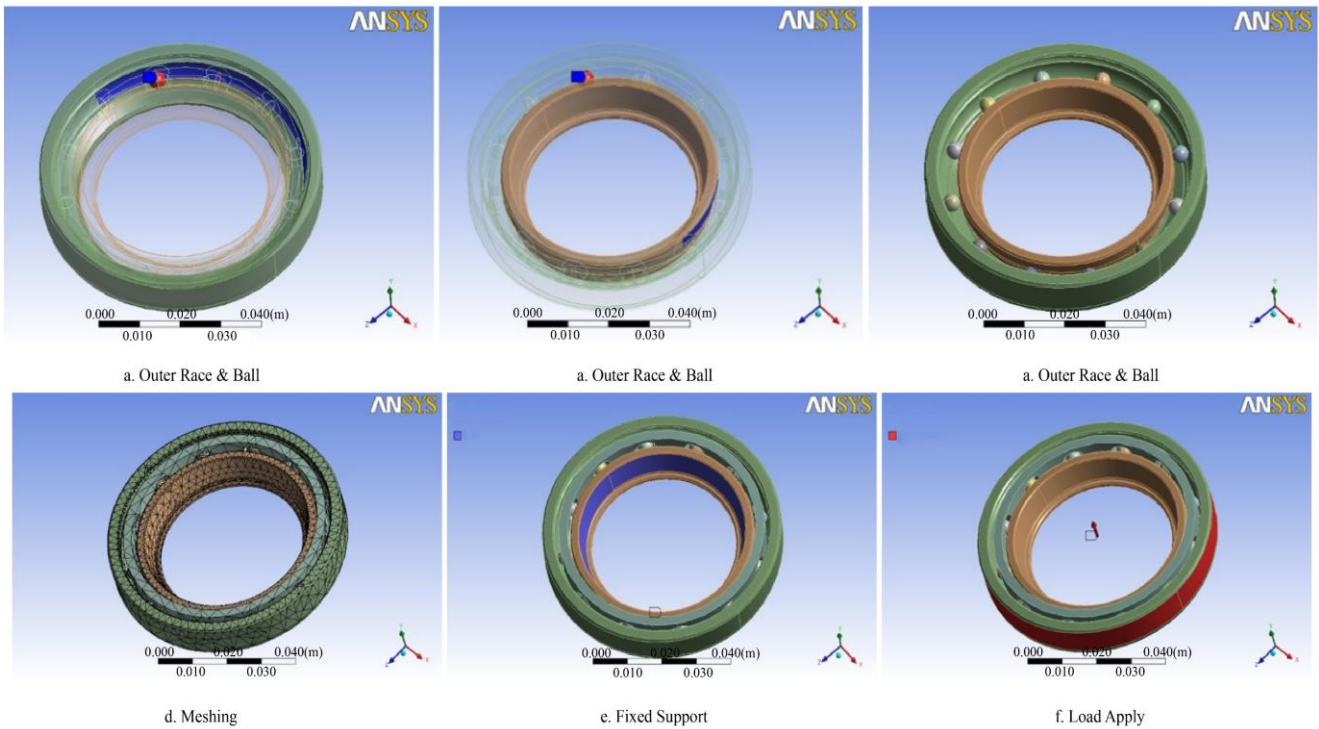 ANSYS
ANSYS
ANSYS
0.000 0.020 0.040(m)
0.010 0.030
Y
Z X
0.000 0.020 0.040(m)
0.010 0.030
Y
Z X
0.000 0.020 0.040(m)
0.010 0.030
Y
Z X
a. Outer Race & Ball
a. Outer Race & Ball
a. Outer Race & Ball
ANSYS
ANSYS
ANSYS
0.000 0.020 0.040(m)
0.010 0.030
Y
Z X
0.000 0.020 0.040(m)
0.010 0.030
Y
Z X
0.000 0.020 0.040(m)
0.010 0.030
Y
Z X
d. Meshing
e. Fixed Support
f. Load Apply